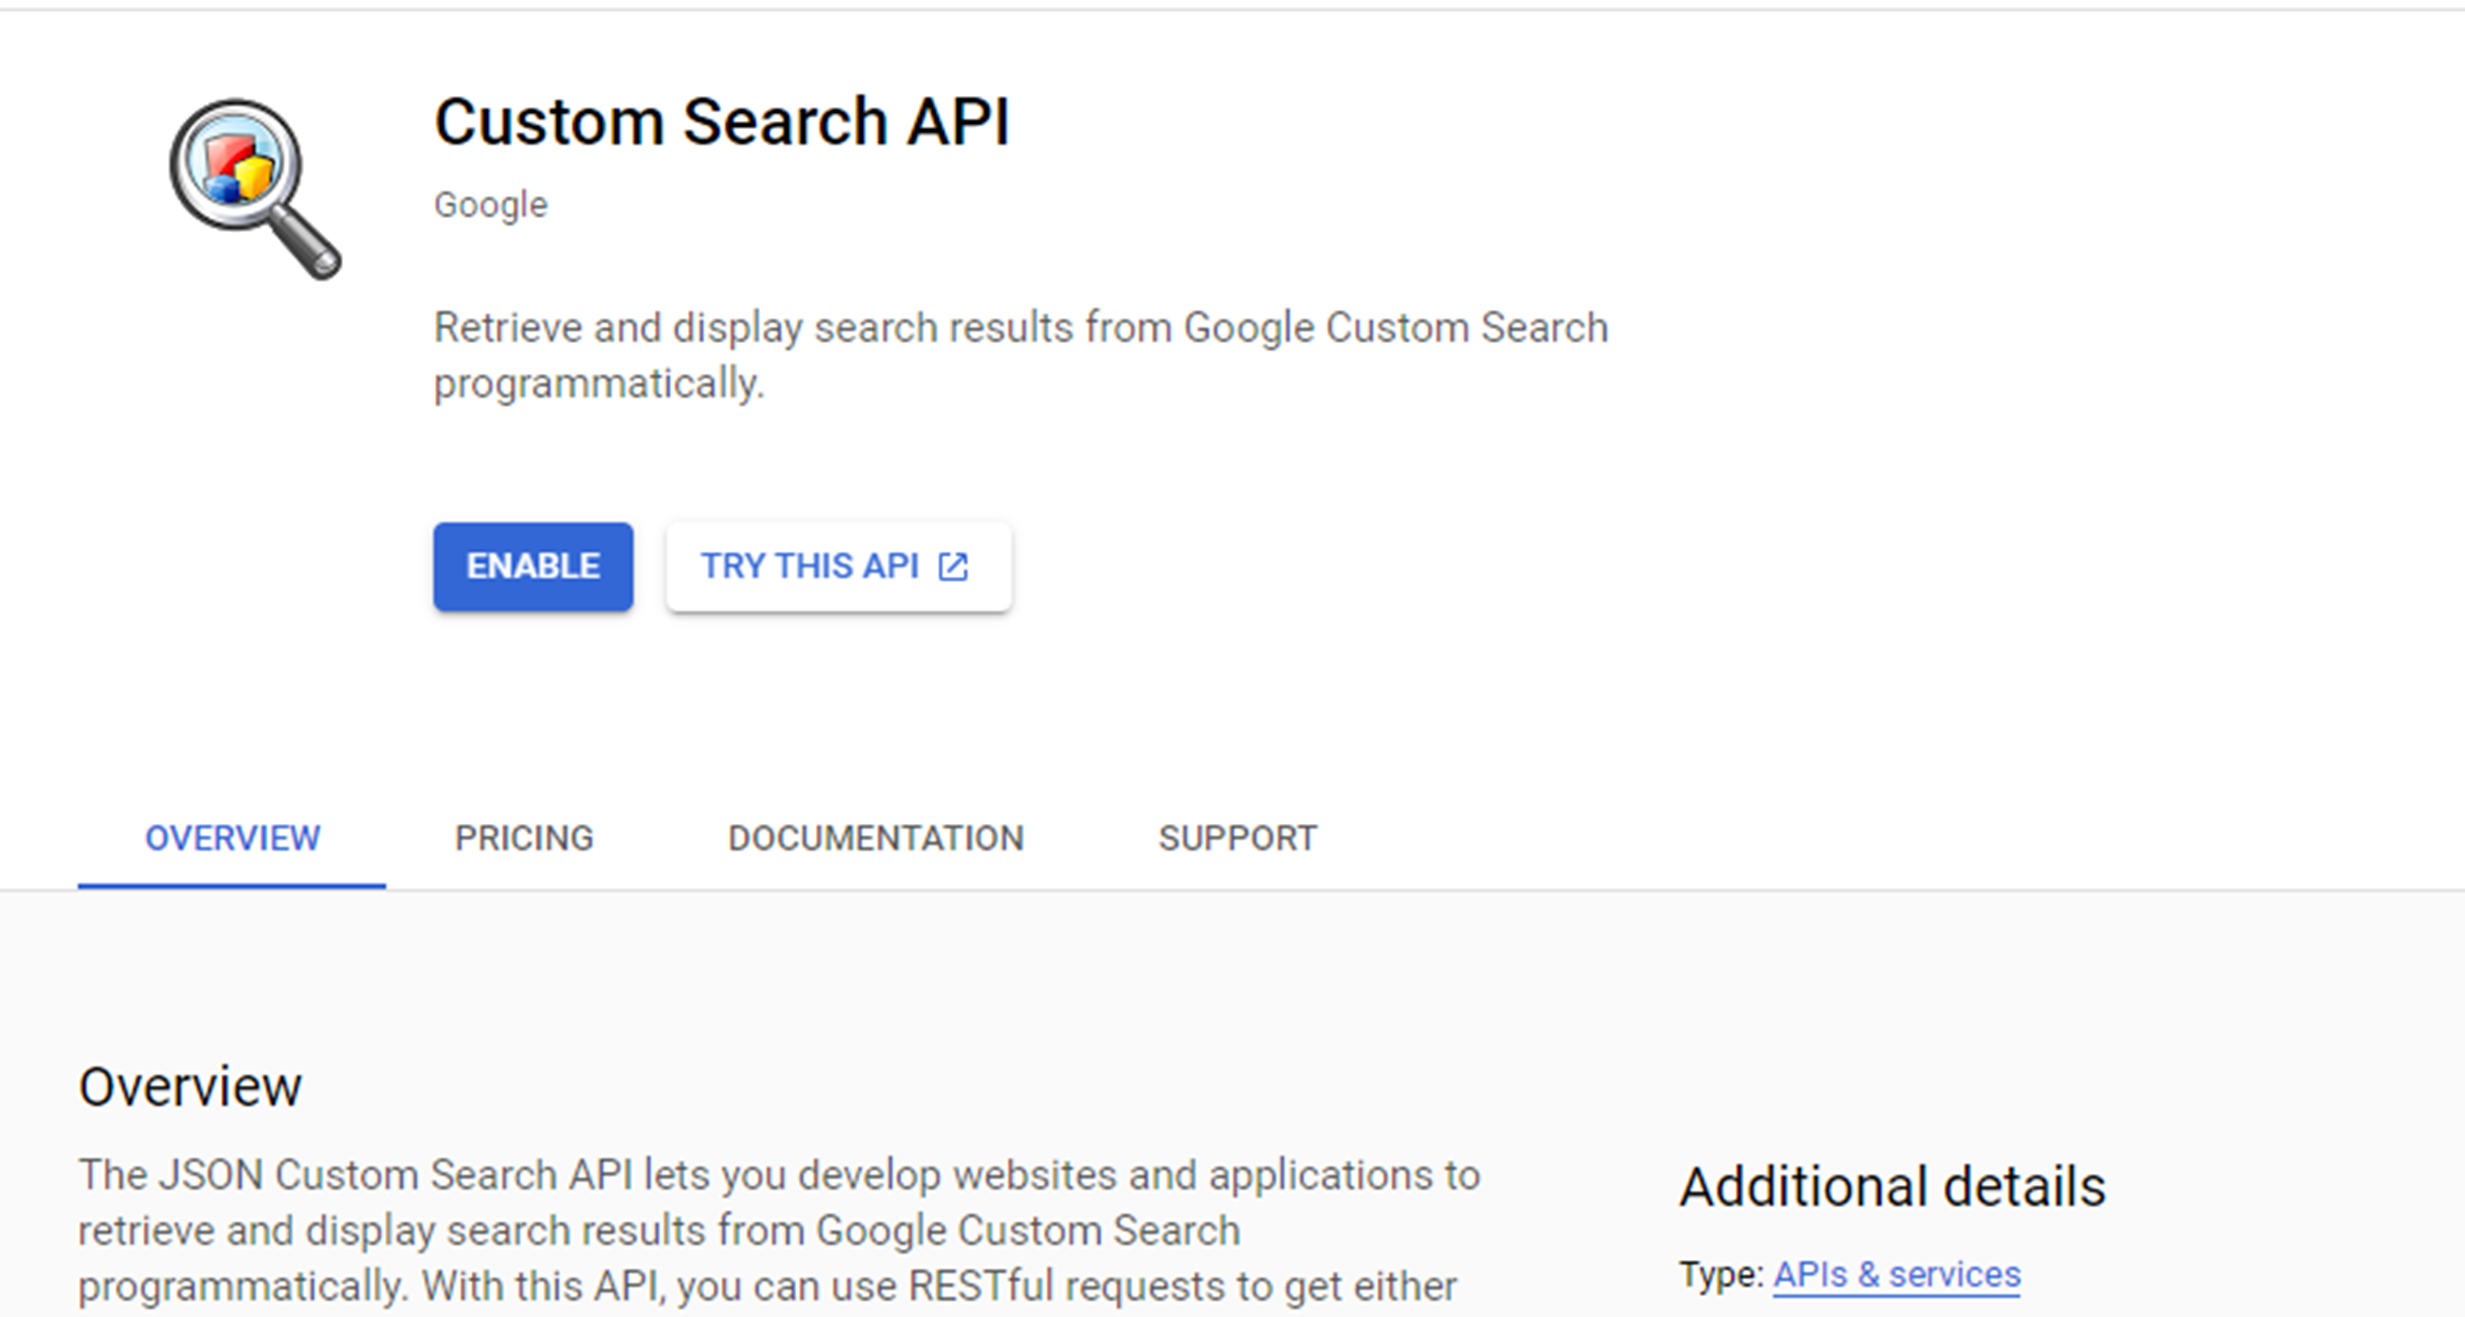 Custom Search API
Google
Retrieve and display search results from Google Custom Search
programmatically.
ENABLE
TRY THIS API
OVERVIEW
PRICING
DOCUMENTATION
SUPPORT
Overview
The JSON Custom Search API lets you develop websites and applications to
retrieve and display search results from Google Custom Search
programmatically. With this API, you can use RESTful requests to get either
Additional details
Type: APIs & services